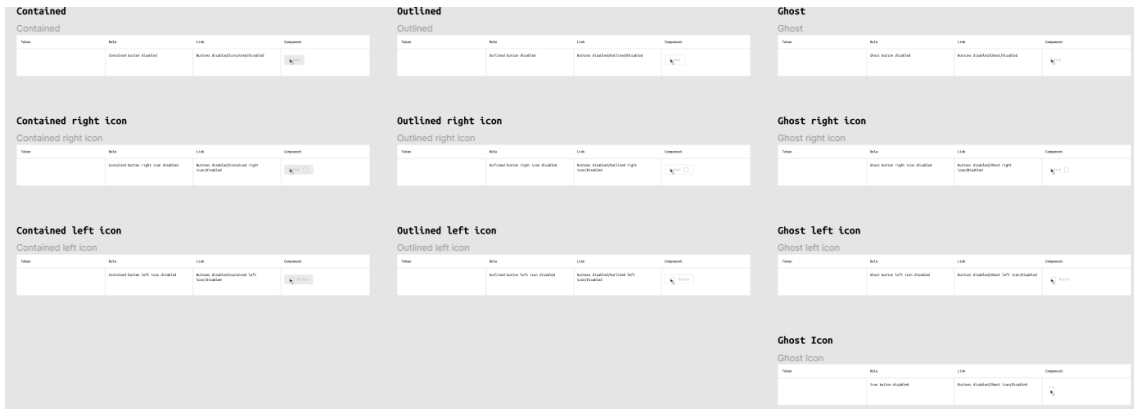 Contained
Contained
Token Role Link Component
Contained button disabled Buttons disabled/Contained/Disabled
Outlined
Outlined
Token Role Link Component
Outlined button disabled Buttons disabled/Outlined/Disabled
Ghost
Ghost
Token Role Link Component
Ghost button disabled Buttons disabled/Ghost/Disabled
Contained right icon
Contained right icon
Token Role Link Component
Contained button right icon disabled Buttons disabled/Contained right
icon/Disabled
Outlined right icon
Outlined right icon
Token Role Link Component
Outlined button right icon disabled Buttons disabled/Outlined right
icon/Disabled
Ghost right icon
Ghost right icon
Token Role Link Component
Ghost button right icon disabled Buttons disabled/Ghost right
icon/Disabled
Contained left icon
Contained left icon
Token Role Link Component
Contained button left icon disabled Buttons disabled/Contained left
icon/Disabled Button
Outlined left icon
Outlined left icon
Token Role Link Component
Outlined button left icon disabled Buttons disabled/Outlined left
icon/Disabled Button
Ghost left icon
Ghost left icon
Token Role Link Component
Ghost button left icon disabled Buttons disabled/Ghost left icon/Disabled Button
Ghost Icon
Ghost Icon
Token Role Link Component
Icon button disabled Buttons disabled/Ghost icon/Disabled